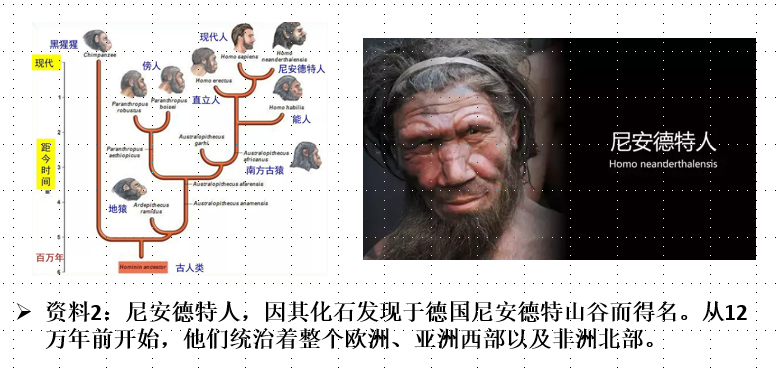 黑猩猩
Chimpanzee
现代人
Homo sapiens
Homo neanderthalensis
尼安德特人
现代
傍人
Paranthropus robustus
Paranthropus boisei
Homo erectus
直立人
Homo habilis
能人
1
2
3
4
5
6
距今时间
百万年
Australopithecus garhi
Paranthropus aethiopicus
Australopithecus africanus
南方古猿
Australopithecus afarensis
地猿
Ardepithecus ramidus
Australopithecus anamensis
Hominin ancestor
古人类
尼安德特人
Homo neanderthalensis
➢ 资料2：尼安德特人，因其化石发现于德国尼安德特山谷而得名。从12
万年前开始，他们统治着整个欧洲、亚洲西部以及非洲北部。